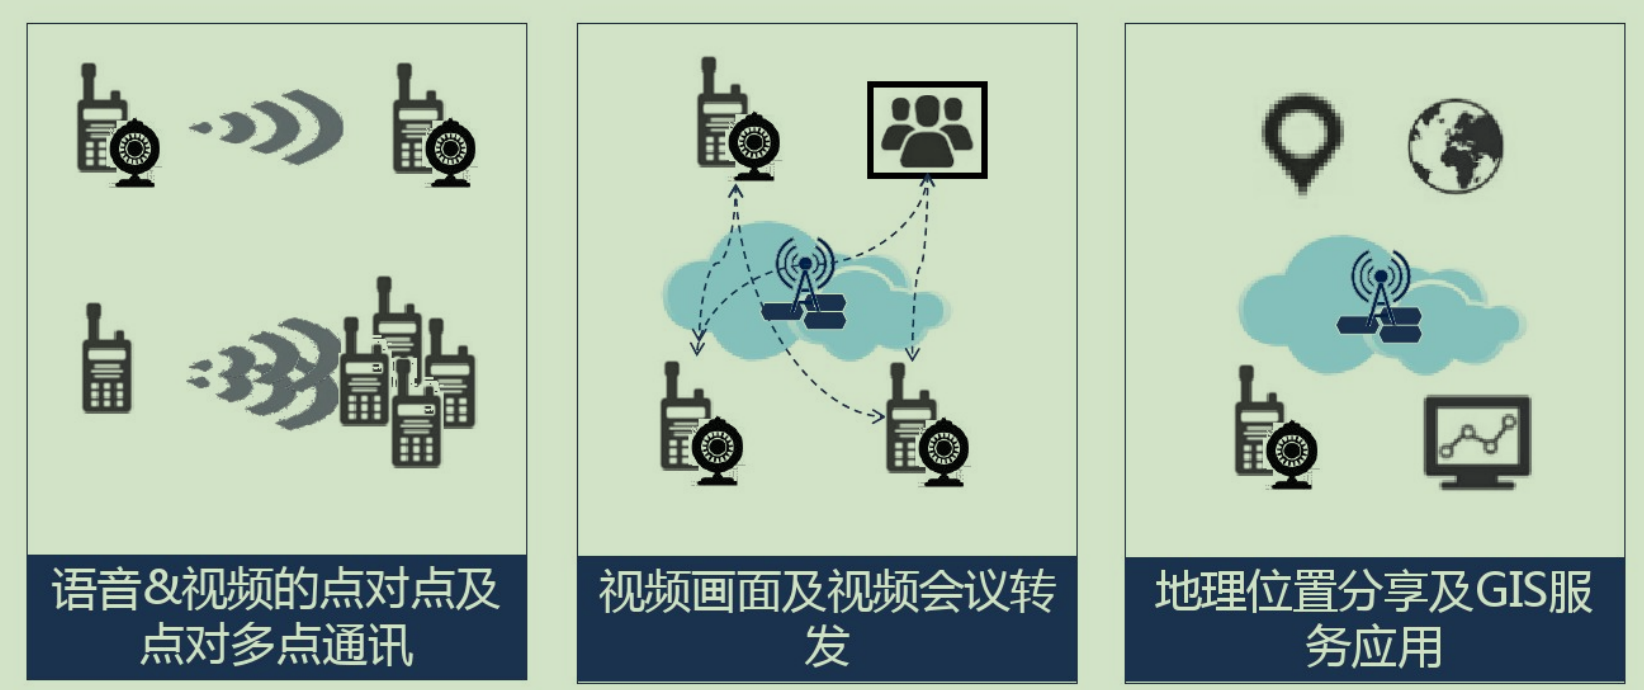 语音&视频的点对点及
点对多点通讯
视频画面及视频会议转
发
地理位置分享及GIS服
务应用